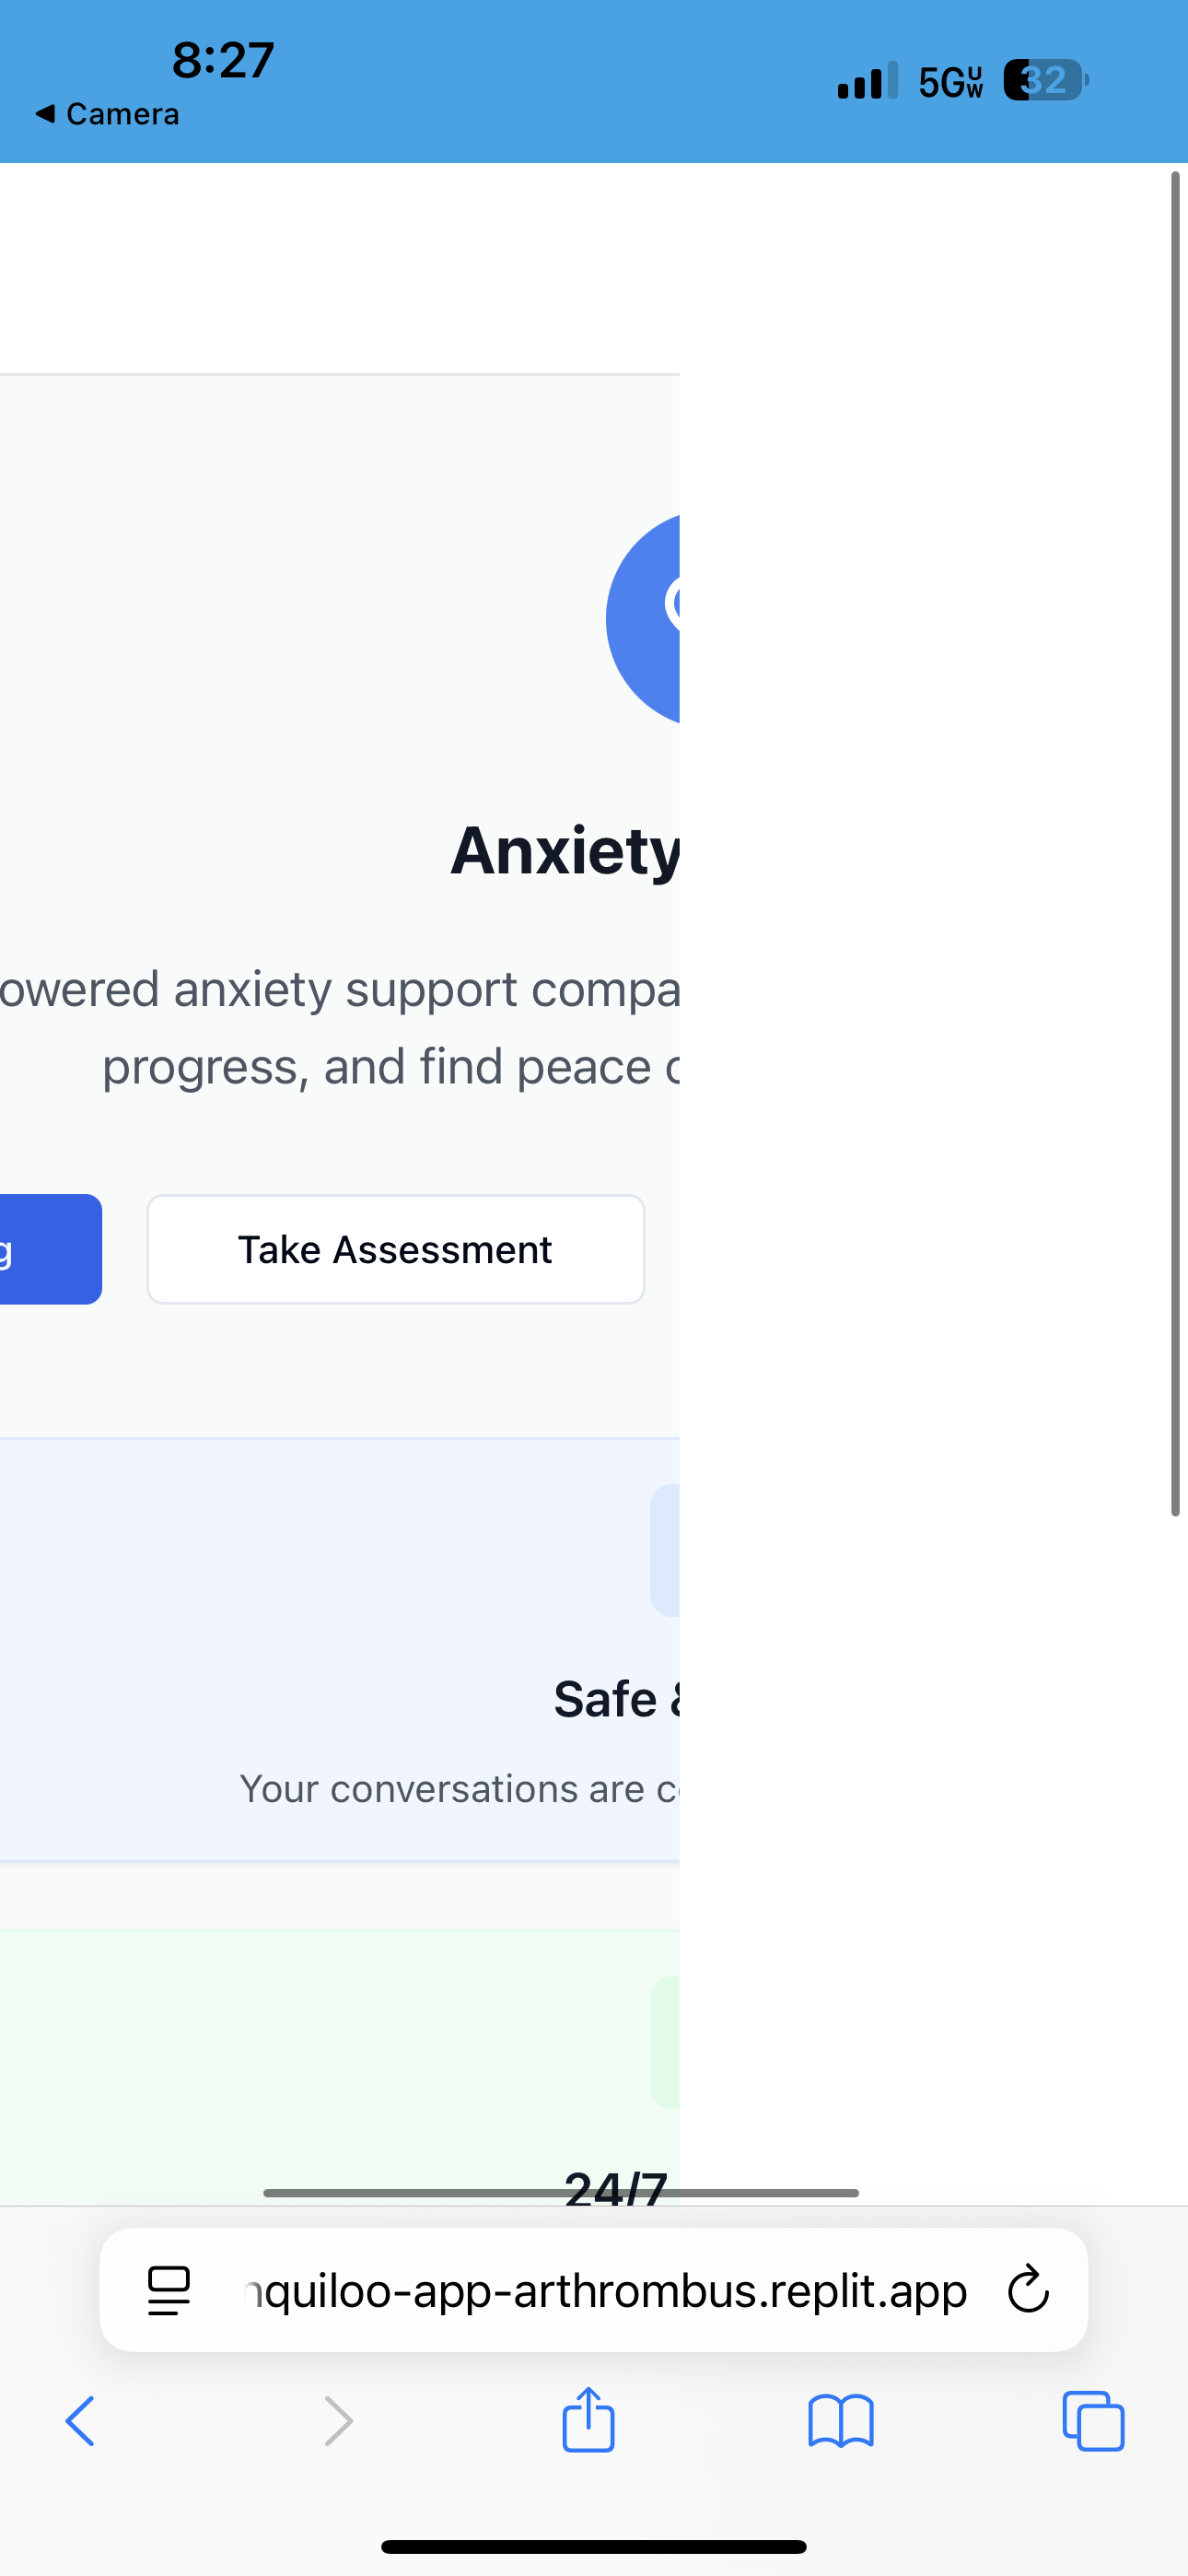 8:27
5G UW
32
◀ Camera
Anxiety
owered anxiety support compa
progress, and find peace
g
Take Assessment
Safe &
Your conversations are c
24/7
nquiloo-app-arthrombus.replit.app